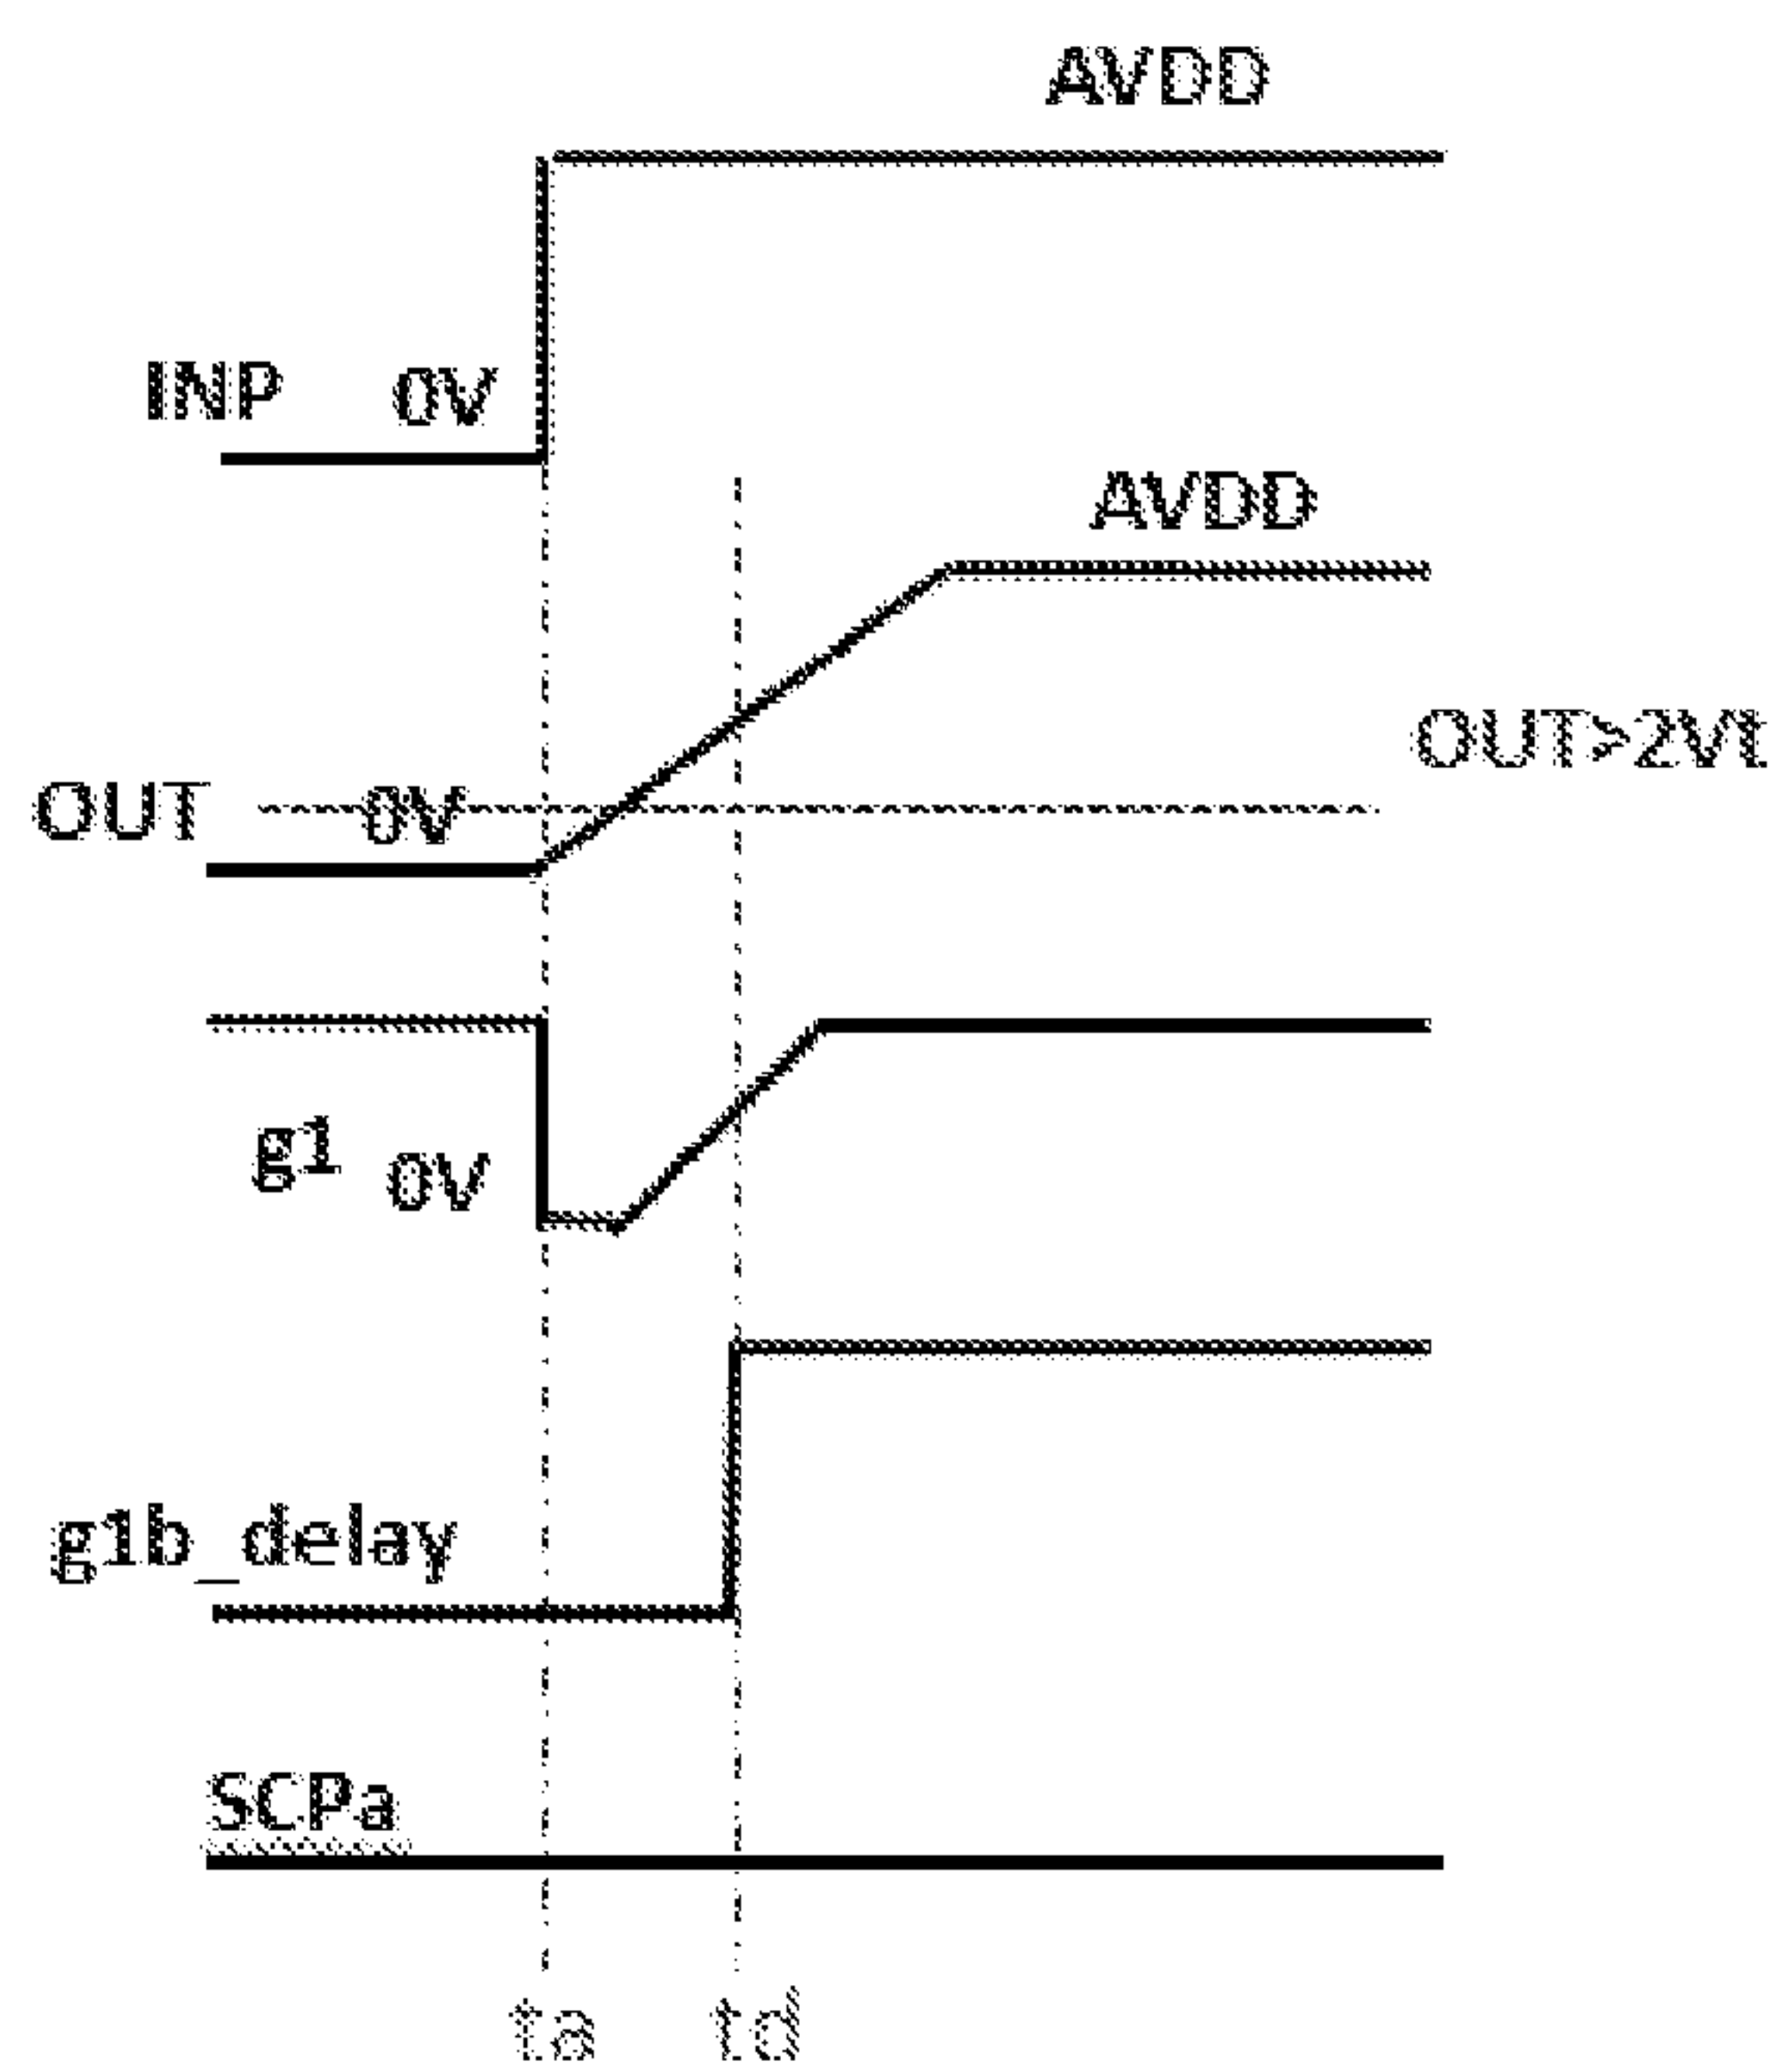 AVDD
INP 0V
AVDD
OUT>2Vt
OUT 0V
g1 0V
g1b_delay
SCPa
ta td